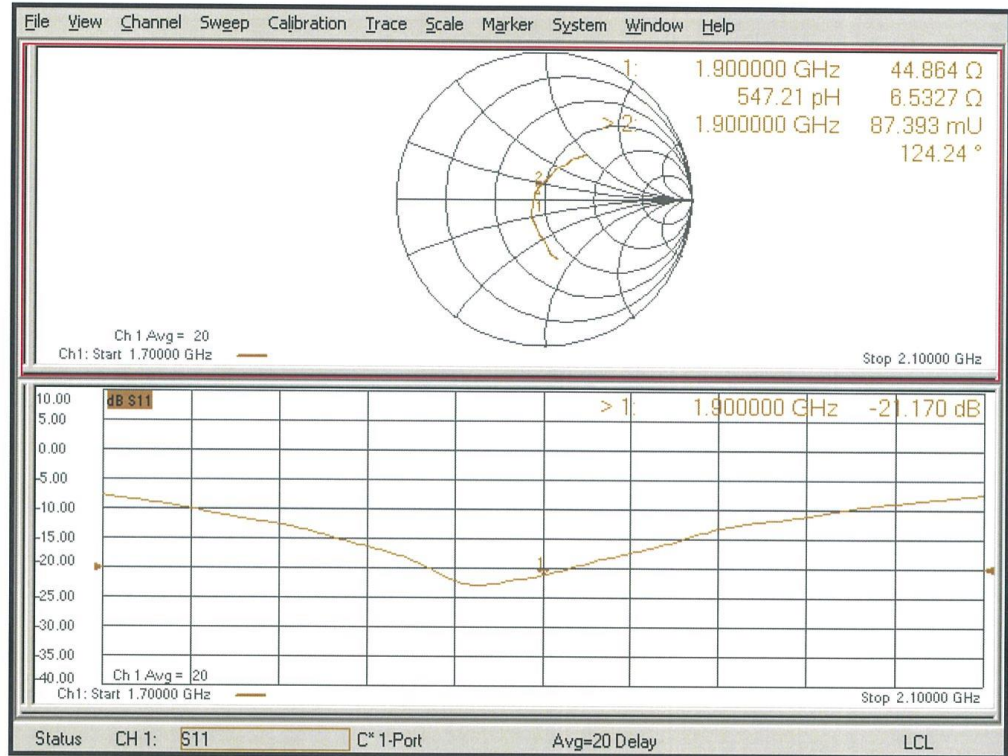 File View Channel Sweep Calibration Trace Scale Marker System Window Help
1: 1.900000 GHz 44.864 Ω
547.21 pH 6.5327 Ω
> 2: 1.900000 GHz 87.393 mU
124.24 °
2
1
Ch 1 Avg = 20
Ch1: Start 1.70000 GHz
Stop 2.10000 GHz
10.00
dB S11
> 1: 1.900000 GHz -21.170 dB
5.00
0.00
-5.00
-10.00
-15.00
-20.00
1
-25.00
-30.00
-35.00
-40.00
Ch 1 Avg = 20
Ch1: Start 1.70000 GHz
Stop 2.10000 GHz
Status CH 1: S11 C* 1-Port Avg=20 Delay LCL